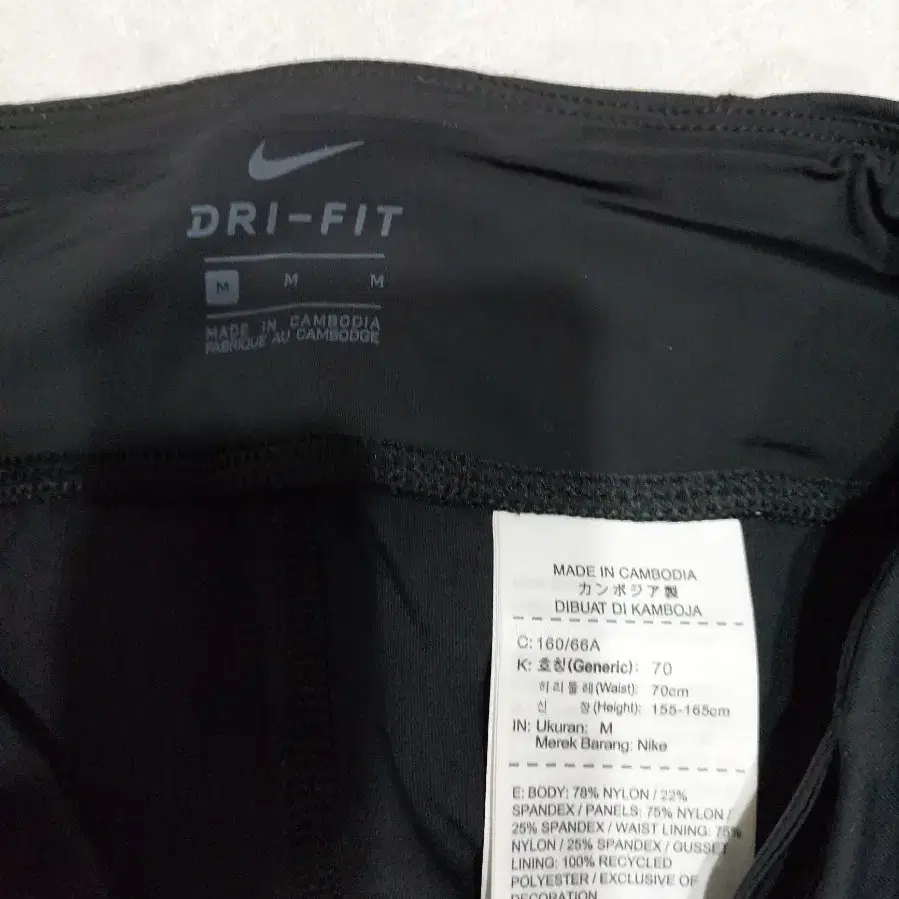 DRI-FIT
M M M
MADE IN CAMBODIA
FABRIQUÉ AU CAMBODGE
MADE IN CAMBODIA
カンボジア製
DIBUAT DI KAMBOJA
C: 160/66A
K: 호칭(Generic): 70
허리둘레(Waist): 70cm
신 장(Height): 155-165cm
IN: Ukuran: M
Merek Barang: Nike
E: BODY: 78% NYLON / 22%
SPANDEX / PANELS: 75% NYLON /
25% SPANDEX / WAIST LINING: 75%
NYLON / 25% SPANDEX / GUSSET
LINING: 100% RECYCLED
POLYESTER / EXCLUSIVE OF
DECORATION